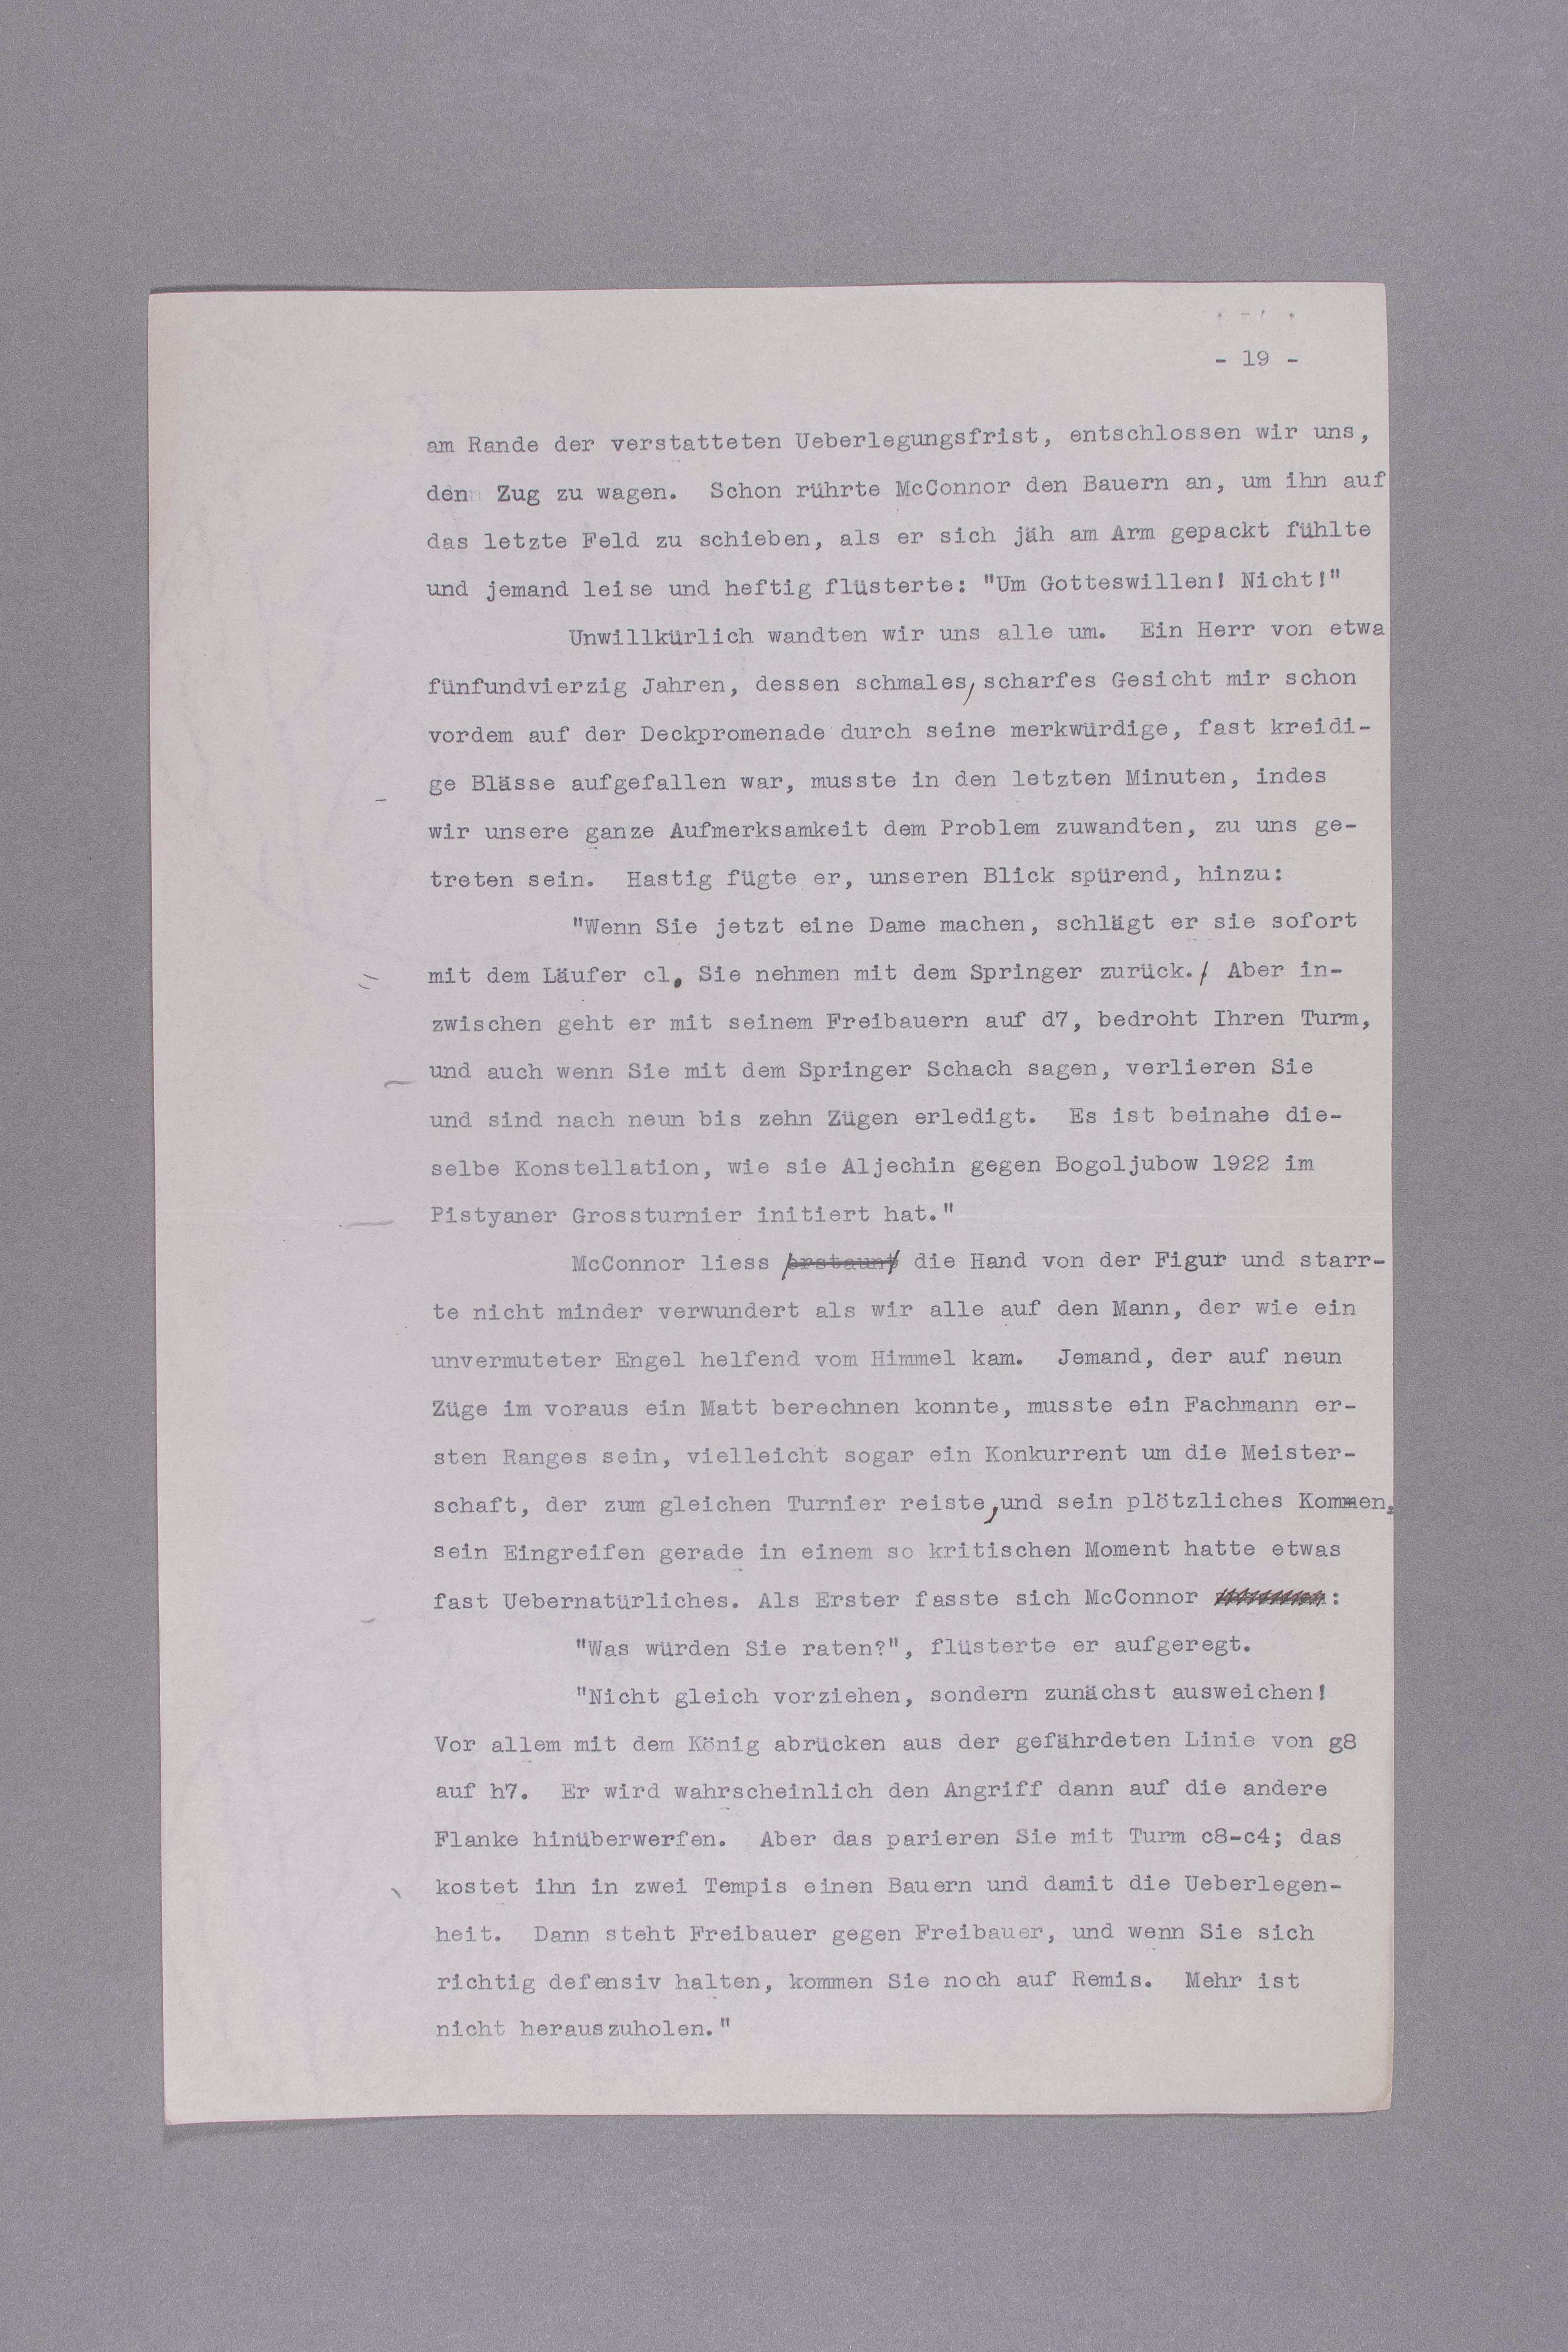 - 19 -
am Rande der verstatteten Ueberlegungsfrist, entschlossen wir uns,
den Zug zu wagen. Schon rührte McConnor den Bauern an, um ihn auf
das letzte Feld zu schieben, als er sich jäh am Arm gepackt fühlte
und jemand leise und heftig flüsterte: "Um Gotteswillen! Nicht!"
Unwillkürlich wandten wir uns alle um. Ein Herr von etwa
fünfundvierzig Jahren, dessen schmales, scharfes Gesicht mir schon
vordem auf der Deckpromenade durch seine merkwürdige, fast kreidi-
ge Blässe aufgefallen war, musste in den letzten Minuten, indes
wir unsere ganze Aufmerksamkeit dem Problem zuwandten, zu uns ge-
treten sein. Hastig fügte er, unseren Blick spürend, hinzu:
"Wenn Sie jetzt eine Dame machen, schlägt er sie sofort
mit dem Läufer c1. Sie nehmen mit dem Springer zurück. Aber in-
zwischen geht er mit seinem Freibauern auf d7, bedroht Ihren Turm,
und auch wenn Sie mit dem Springer Schach sagen, verlieren Sie
und sind nach neun bis zehn Zügen erledigt. Es ist beinahe die-
selbe Konstellation, wie sie Aljechin gegen Bogoljubow 1922 im
Pistyaner Grossturnier initiert hat."
McConnor liess erstaunt die Hand von der Figur und starr-
te nicht minder verwundert als wir alle auf den Mann, der wie ein
unvermuteter Engel helfend vom Himmel kam. Jemand, der auf neun
Züge im voraus ein Matt berechnen konnte, musste ein Fachmann er-
sten Ranges sein, vielleicht sogar ein Konkurrent um die Meister-
schaft, der zum gleichen Turnier reiste, und sein plötzliches Kommen,
sein Eingreifen gerade in einem so kritischen Moment hatte etwas
fast Uebernatürliches. Als Erster fasste sich McConnor :
"Was würden Sie raten?", flüsterte er aufgeregt.
"Nicht gleich vorziehen, sondern zunächst ausweichen!
Vor allem mit dem König abrücken aus der gefährdeten Linie von g8
auf h7. Er wird wahrscheinlich den Angriff dann auf die andere
Flanke hinüberwerfen. Aber das parieren Sie mit Turm c8-c4; das
kostet ihn in zwei Tempis einen Bauern und damit die Ueberlegen-
heit. Dann steht Freibauer gegen Freibauer, und wenn Sie sich
richtig defensiv halten, kommen Sie noch auf Remis. Mehr ist
nicht herauszuholen."